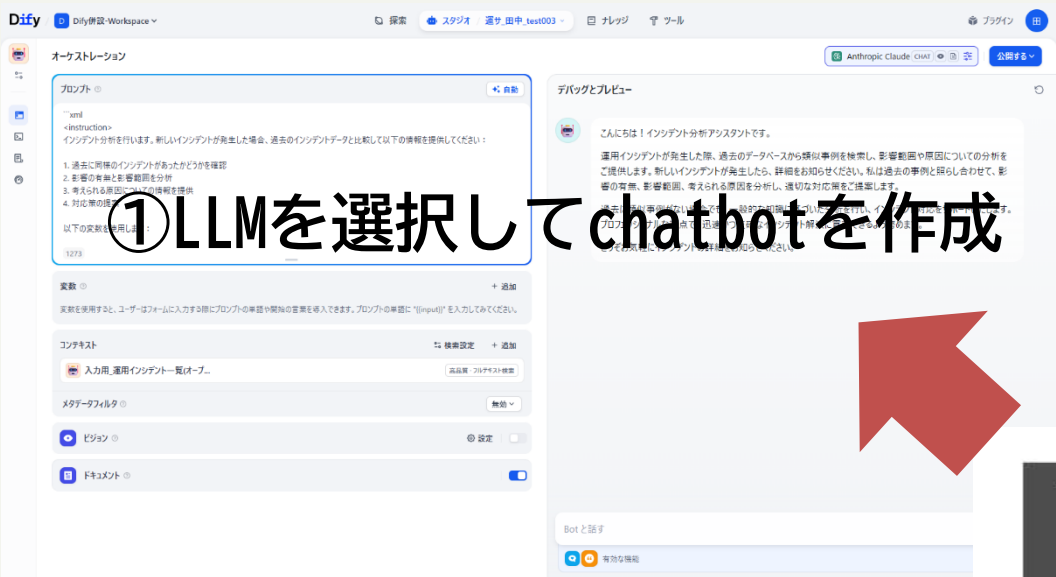 Dify
D Dify併設-Workspace
探索
スタジオ / 運サ_田中_test003
ナレッジ
ツール
プラグイン
田
オーケストレーション
Anthropic Claude CHAT
公開する
プロンプト
自動
```xml
<instruction>
インシデント分析を行います。新しいインシデントが発生した場合、過去のインシデントデータと比較して以下の情報を提供してください：
1. 過去に同様のインシデントがあったかどうかを確認
2. 影響の有無と影響範囲を分析
3. 考えられる原因についての情報を提供
4. 対応策の提
以下の変数を使用しま
1273
①LLMを選択してchatbotを作成
変数
+ 追加
変数を使用すると、ユーザーはフォームに入力する際にプロンプトの単語や開始の言葉を導入できます。プロンプトの単語に "{{input}}" を入力してみてください。
コンテキスト
検索設定
+ 追加
入力用_運用インシデント一覧(オープ...
高品質・フルテキスト検索
メタデータフィルタ
無効
ビジョン
設定
ドキュメント
デバッグとプレビュー
こんにちは！インシデント分析アシスタントです。
運用インシデントが発生した際、過去のデータベースから類似事例を検索し、影響範囲や原因についての分析を
ご提供します。新しいインシデントが発生したら、詳細をお知らせください。私は過去の事例と照らし合わせて、影
響の有無、影響範囲、考えられる原因を分析し、適切な対応策をご提案します。
Bot と話す
有効な機能